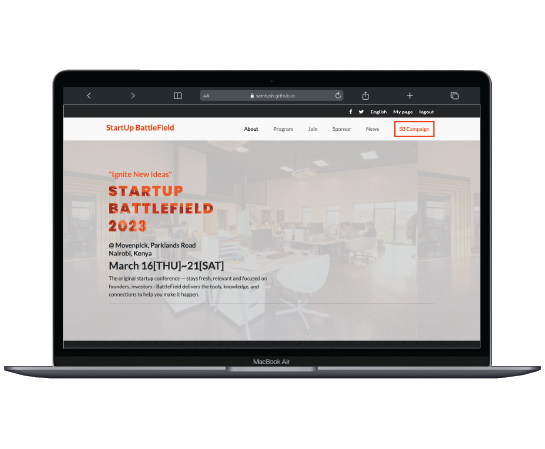 AA samtush.github.io
English My page logout
StartUp BattleField About Program Join Sponsor News SB Campaign
"Ignite New Ideas"
STARTUP
BATTLEFIELD
2023
@ Movenpick, Parklands Road
Nairobi, Kenya
March 16[THU]~21[SAT]
The original startup conference — stays fresh, relevant and focused on
founders, investors - BattleField delivers the tools, knowledge, and
connections to help you make it happen.
MacBook Air